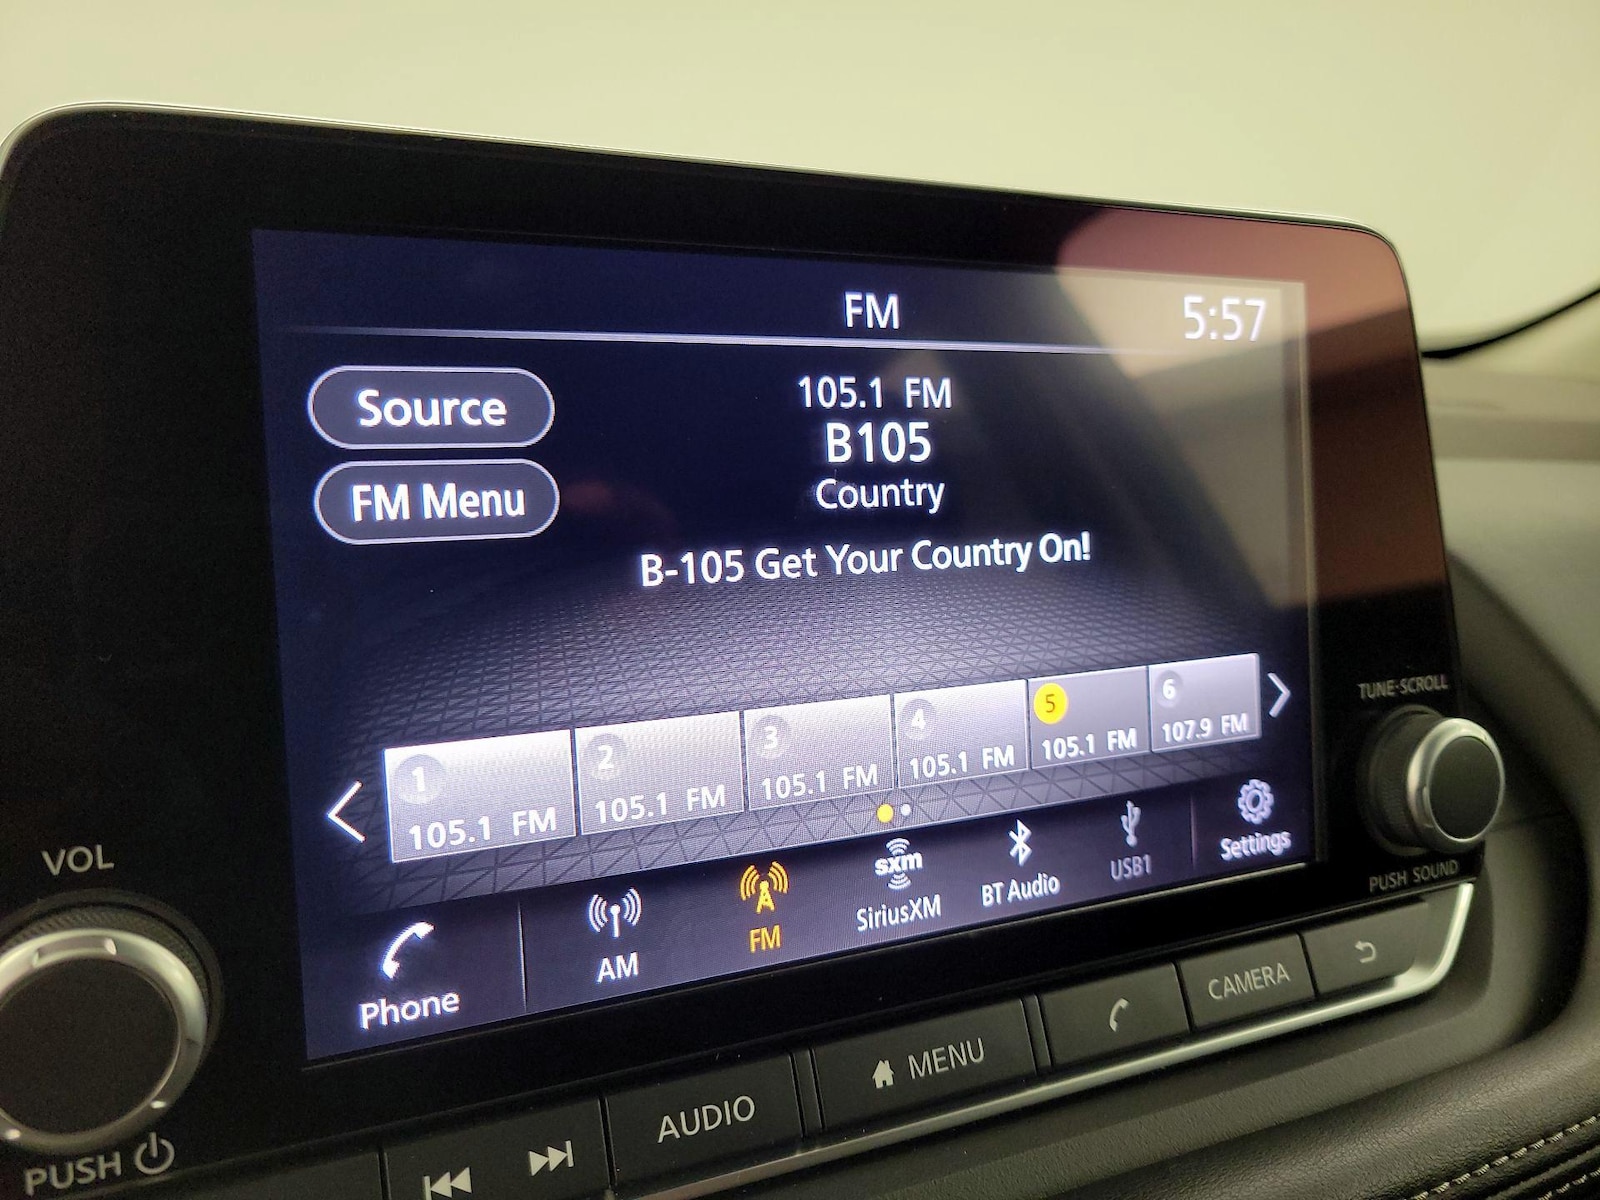 FM
5:57
Source
105.1 FM
B105
FM Menu
Country
B-105 Get Your Country On!
1
105.1 FM
2
105.1 FM
3
105.1 FM
4
105.1 FM
5
105.1 FM
6
107.9 FM
Phone
AM
FM
sxm
SiriusXM
BT Audio
USB1
Settings
VOL
PUSH
TUNE·SCROLL
PUSH SOUND
AUDIO
MENU
CAMERA